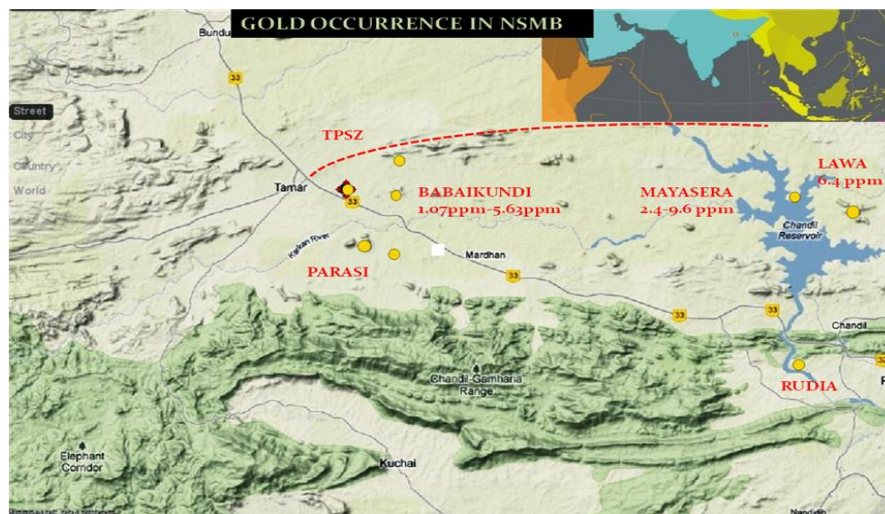 GOLD OCCURRENCE IN NSMB
Bundu
33
Street
City
Country
World
TPSZ
Tamar
33
BABAIKUNDI
1.07ppm-5.63ppm
MAYASERA
2.4-9.6 ppm
LAWA
6.4 ppm
Chandil
Reservoir
Karkari River
Mardhan
PARASI
33
33
33
Chandil
33
RUDIA
Chandil-Gamharia
Range
Elephant
Corridor
Kuchai